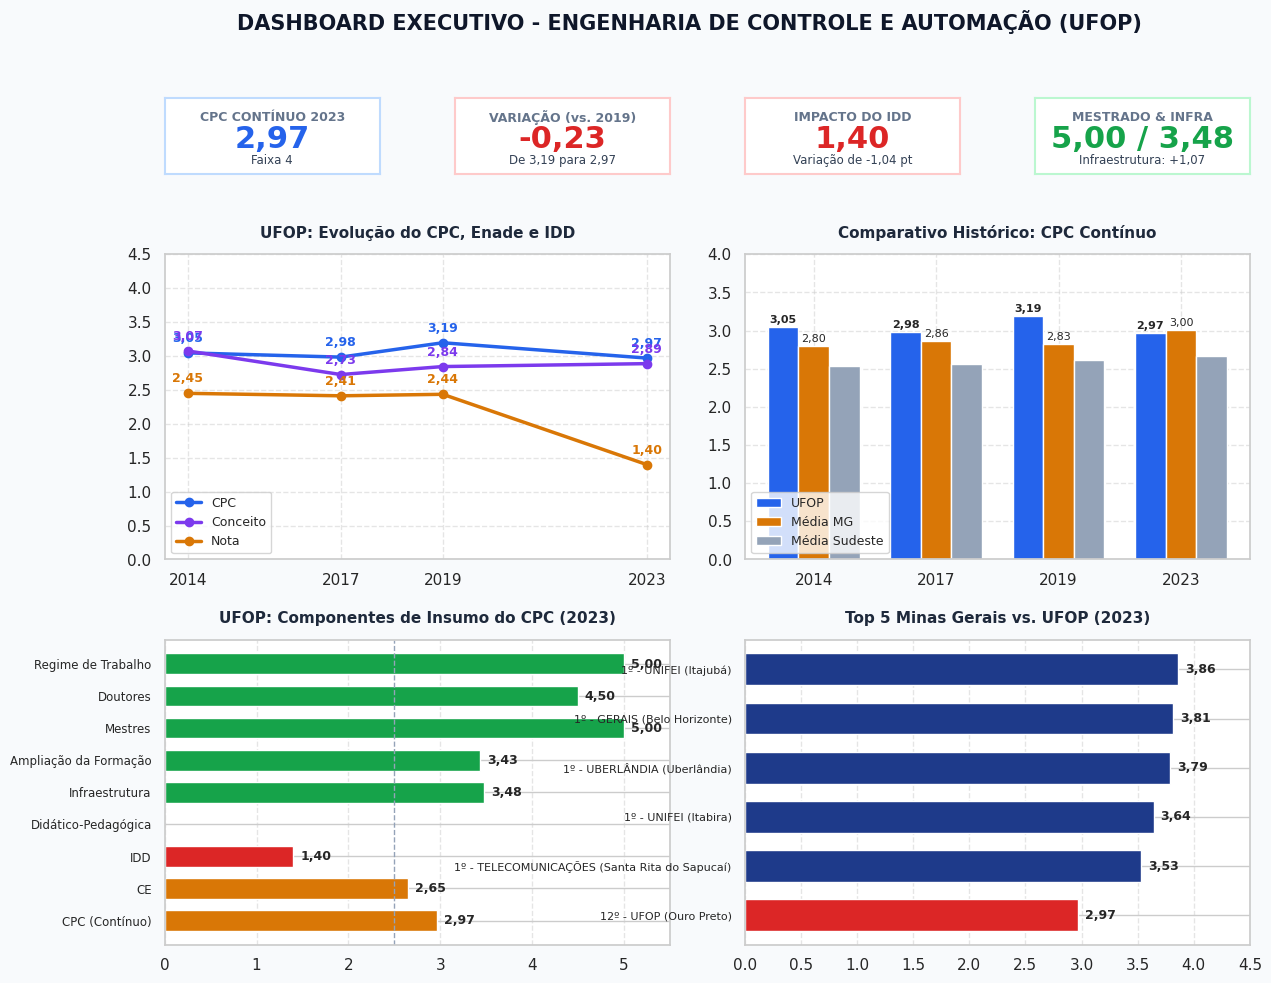 DASHBOARD EXECUTIVO - ENGENHARIA DE CONTROLE E AUTOMAÇÃO (UFOP)
CPC CONTÍNUO 2023
2,97
Faixa 4
VARIAÇÃO (vs. 2019)
-0,23
De 3,19 para 2,97
IMPACTO DO IDD
1,40
Variação de -1,04 pt
MESTRADO & INFRA
5,00 / 3,48
Infraestrutura: +1,07
UFOP: Evolução do CPC, Enade e IDD
4.5
4.0
3.5
3.0
2.5
2.0
1.5
1.0
0.5
0.0
3,07
3,05
2,98
3,19
2,97
2,73
2,84
2,89
2,45
2,41
2,44
1,40
CPC
Conceito
Nota
2014
2017
2019
2023
Comparativo Histórico: CPC Contínuo
4.0
3.5
3.0
2.5
2.0
1.5
1.0
0.5
0.0
3,05
2,80
2,98
2,86
3,19
2,83
2,97
3,00
UFOP
Média MG
Média Sudeste
2014
2017
2019
2023
UFOP: Componentes de Insumo do CPC (2023)
Regime de Trabalho
5,00
Doutores
4,50
Mestres
5,00
Ampliação da Formação
3,43
Infraestrutura
3,48
Didático-Pedagógica
IDD
1,40
CE
2,65
CPC (Contínuo)
2,97
0
1
2
3
4
5
Top 5 Minas Gerais vs. UFOP (2023)
1º - UNIFEI (Itajubá)
3,86
1º - GERAIS (Belo Horizonte)
3,81
1º - UBERLÂNDIA (Uberlândia)
3,79
1º - UNIFEI (Itabira)
3,64
1º - TELECOMUNICAÇÕES (Santa Rita do Sapucaí)
3,53
12º - UFOP (Ouro Preto)
2,97
0.0
0.5
1.0
1.5
2.0
2.5
3.0
3.5
4.0
4.5